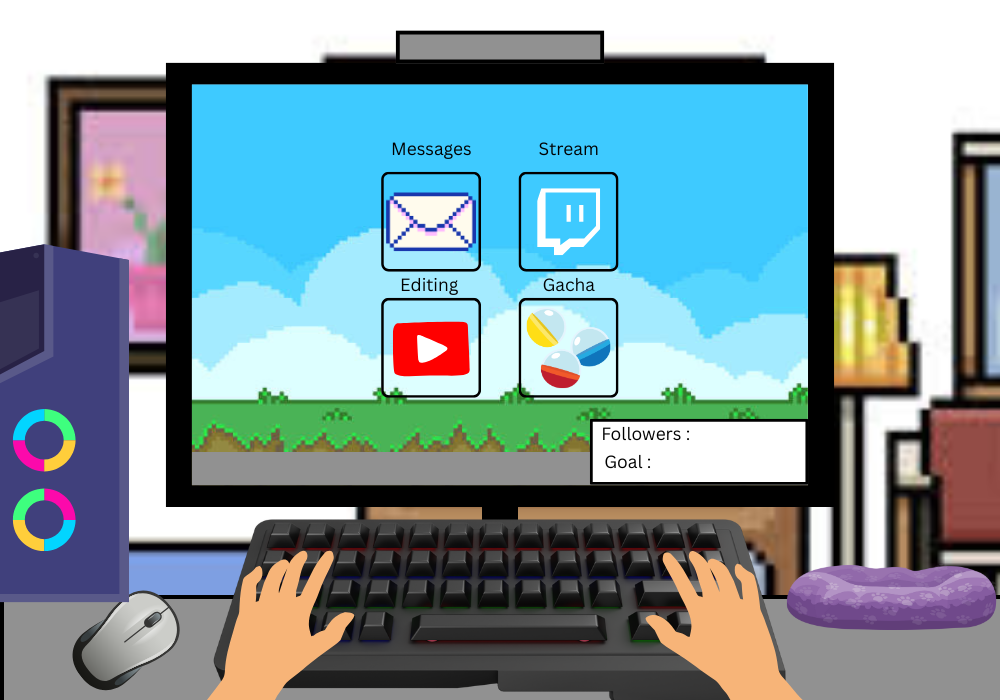 Messages
Stream
Editing
Gacha
Followers :
Goal :